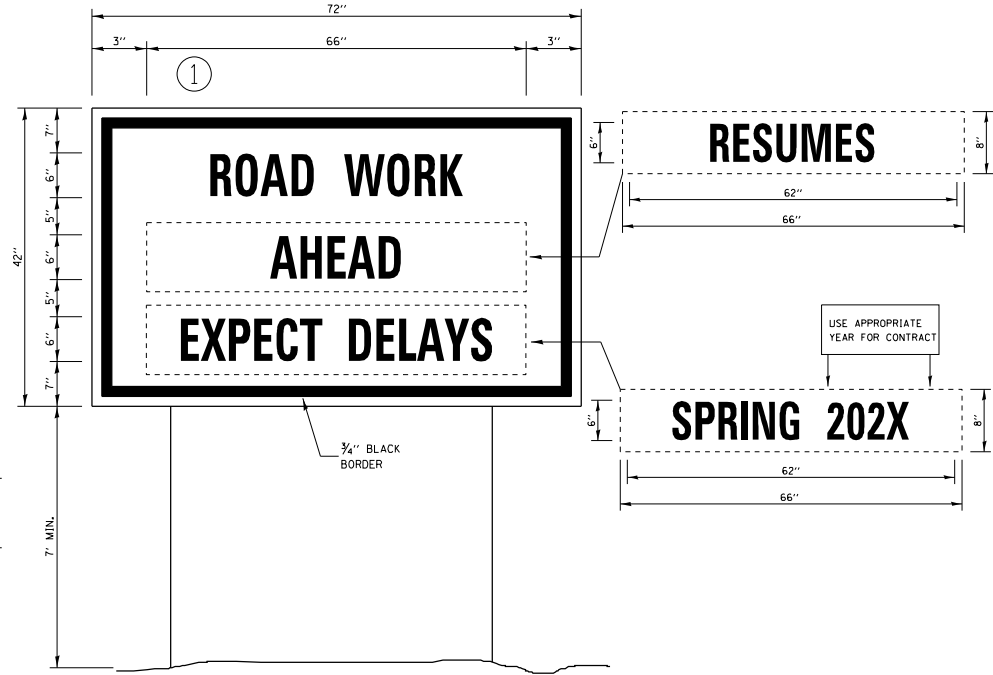 72"
3" 66" 3"
1
42"
7"
6"
5"
6"
5"
6"
7"
7' MIN.
ROAD WORK
AHEAD
EXPECT DELAYS
¾" BLACK
BORDER
6"
RESUMES
8"
62"
66"
USE APPROPRIATE
YEAR FOR CONTRACT
6"
SPRING 202X
8"
62"
66"